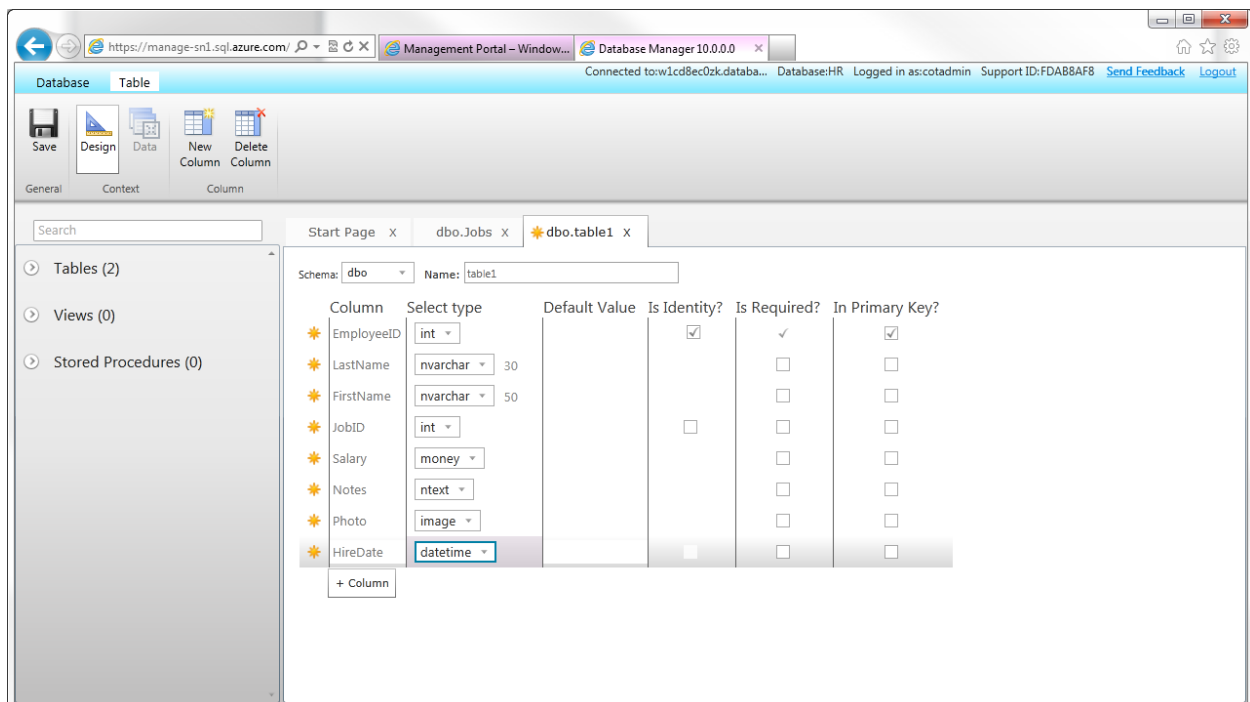 https://manage-sn1.sql.azure.com/ Management Portal – Window... Database Manager 10.0.0.0
Database Table Connected to:w1cd8ec0zk.databa... Database:HR Logged in as:cotadmin Support ID:FDAB8AF8 Send Feedback Logout
Save Design Data New Column Delete Column
General Context Column
Search Start Page X dbo.Jobs X dbo.table1 X
Tables (2)
Schema: dbo Name: table1
Views (0)
Stored Procedures (0)
Column Select type Default Value Is Identity? Is Required? In Primary Key?
EmployeeID int
LastName nvarchar 30
FirstName nvarchar 50
JobID int
Salary money
Notes ntext
Photo image
HireDate datetime
+ Column